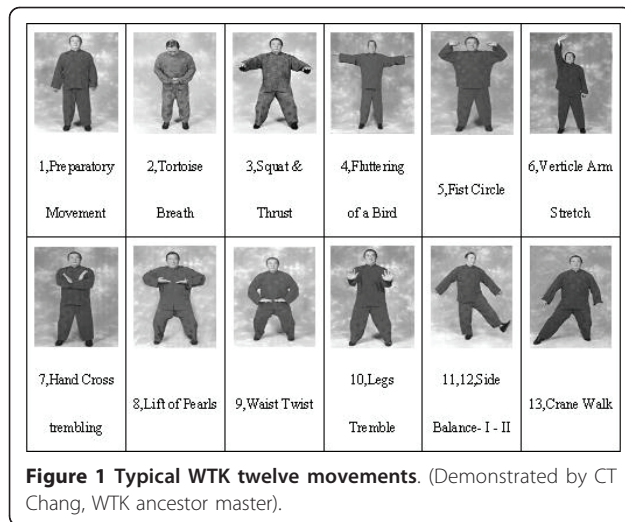 1,Preparatory
Movement
2,Tortoise
Breath
3,Squat &
Thrust
4,Fluttering
of a Bird
5,Fist Circle
6,Verticle Arm
Stretch
7,Hand Cross
trembling
8,Lift of Pearls
9,Waist Twist
10,Legs
Tremble
11,12,Side
Balance- I - II
13,Crane Walk
Figure 1 Typical WTK twelve movements. (Demonstrated by CT
Chang, WTK ancestor master).